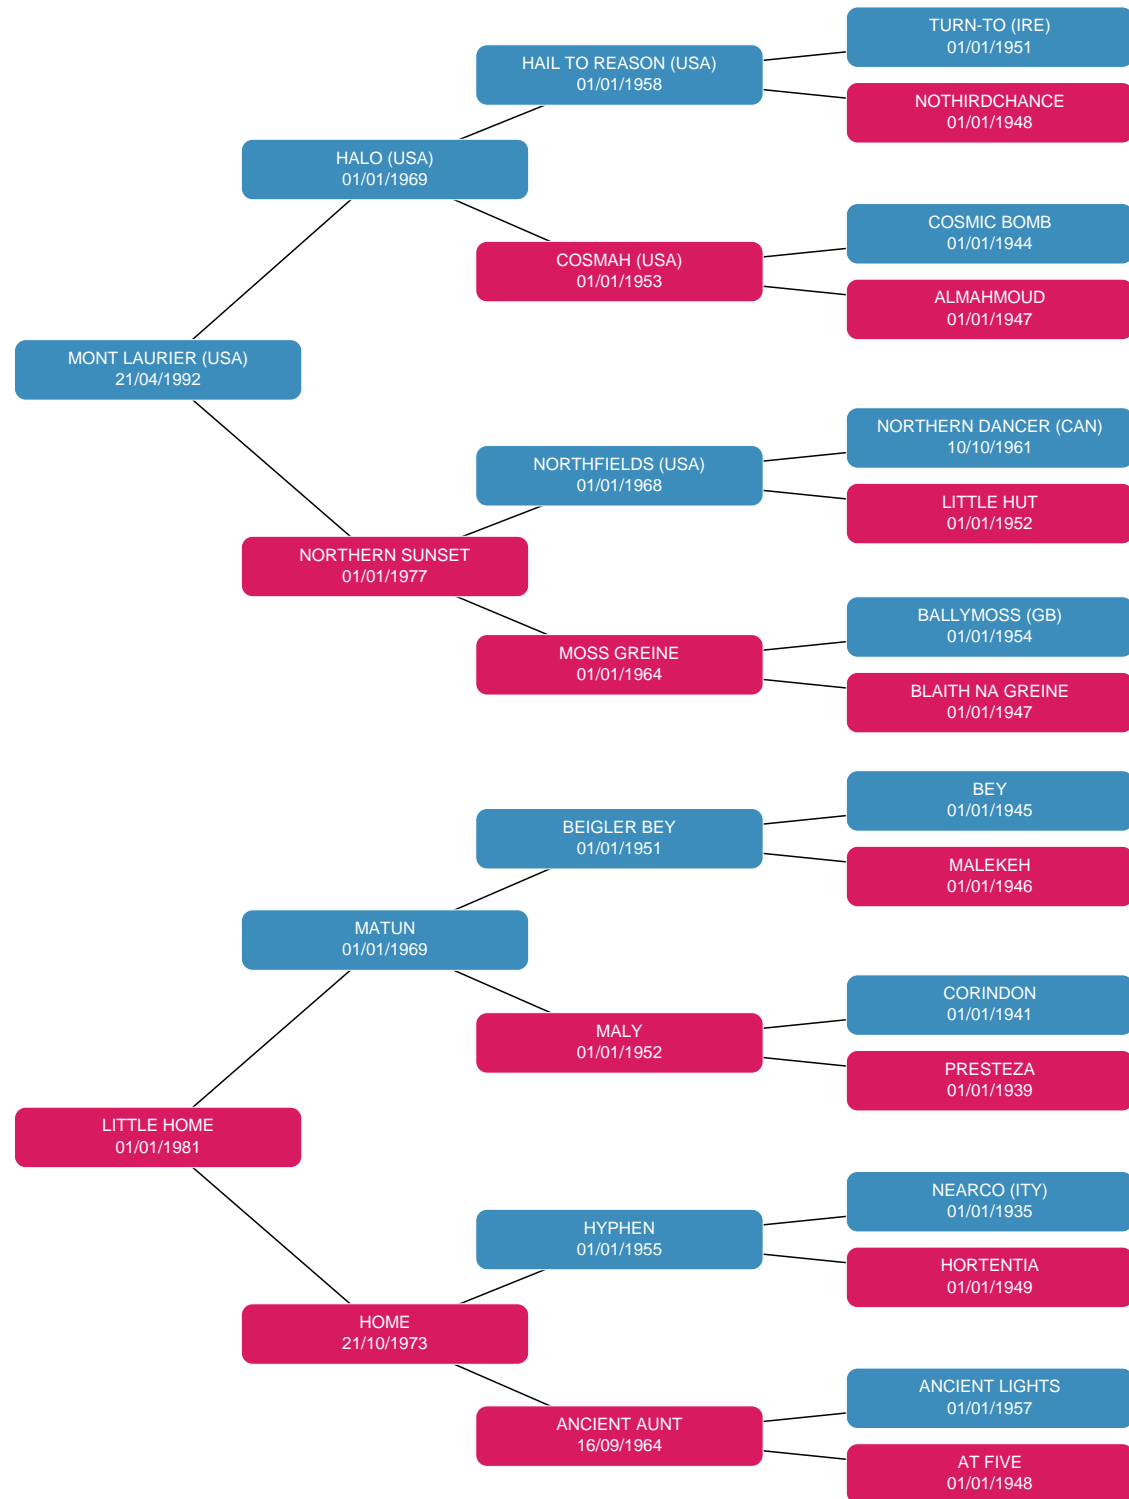 TURN-TO (IRE)
01/01/1951
HAIL TO REASON (USA)
01/01/1958
NOTHIRDCHANCE
01/01/1948
HALO (USA)
01/01/1969
COSMIC BOMB
01/01/1944
COSMAH (USA)
01/01/1953
ALMAHMOUD
01/01/1947
MONT LAURIER (USA)
21/04/1992
NORTHERN DANCER (CAN)
10/10/1961
NORTHFIELDS (USA)
01/01/1968
LITTLE HUT
01/01/1952
NORTHERN SUNSET
01/01/1977
BALLYMOSS (GB)
01/01/1954
MOSS GREINE
01/01/1964
BLAITH NA GREINE
01/01/1947
BEY
01/01/1945
BEIGLER BEY
01/01/1951
MALEKEH
01/01/1946
MATUN
01/01/1969
CORINDON
01/01/1941
MALY
01/01/1952
PRESTEZA
01/01/1939
LITTLE HOME
01/01/1981
NEARCO (ITY)
01/01/1935
HYPHEN
01/01/1955
HORTENTIA
01/01/1949
HOME
21/10/1973
ANCIENT LIGHTS
01/01/1957
ANCIENT AUNT
16/09/1964
AT FIVE
01/01/1948